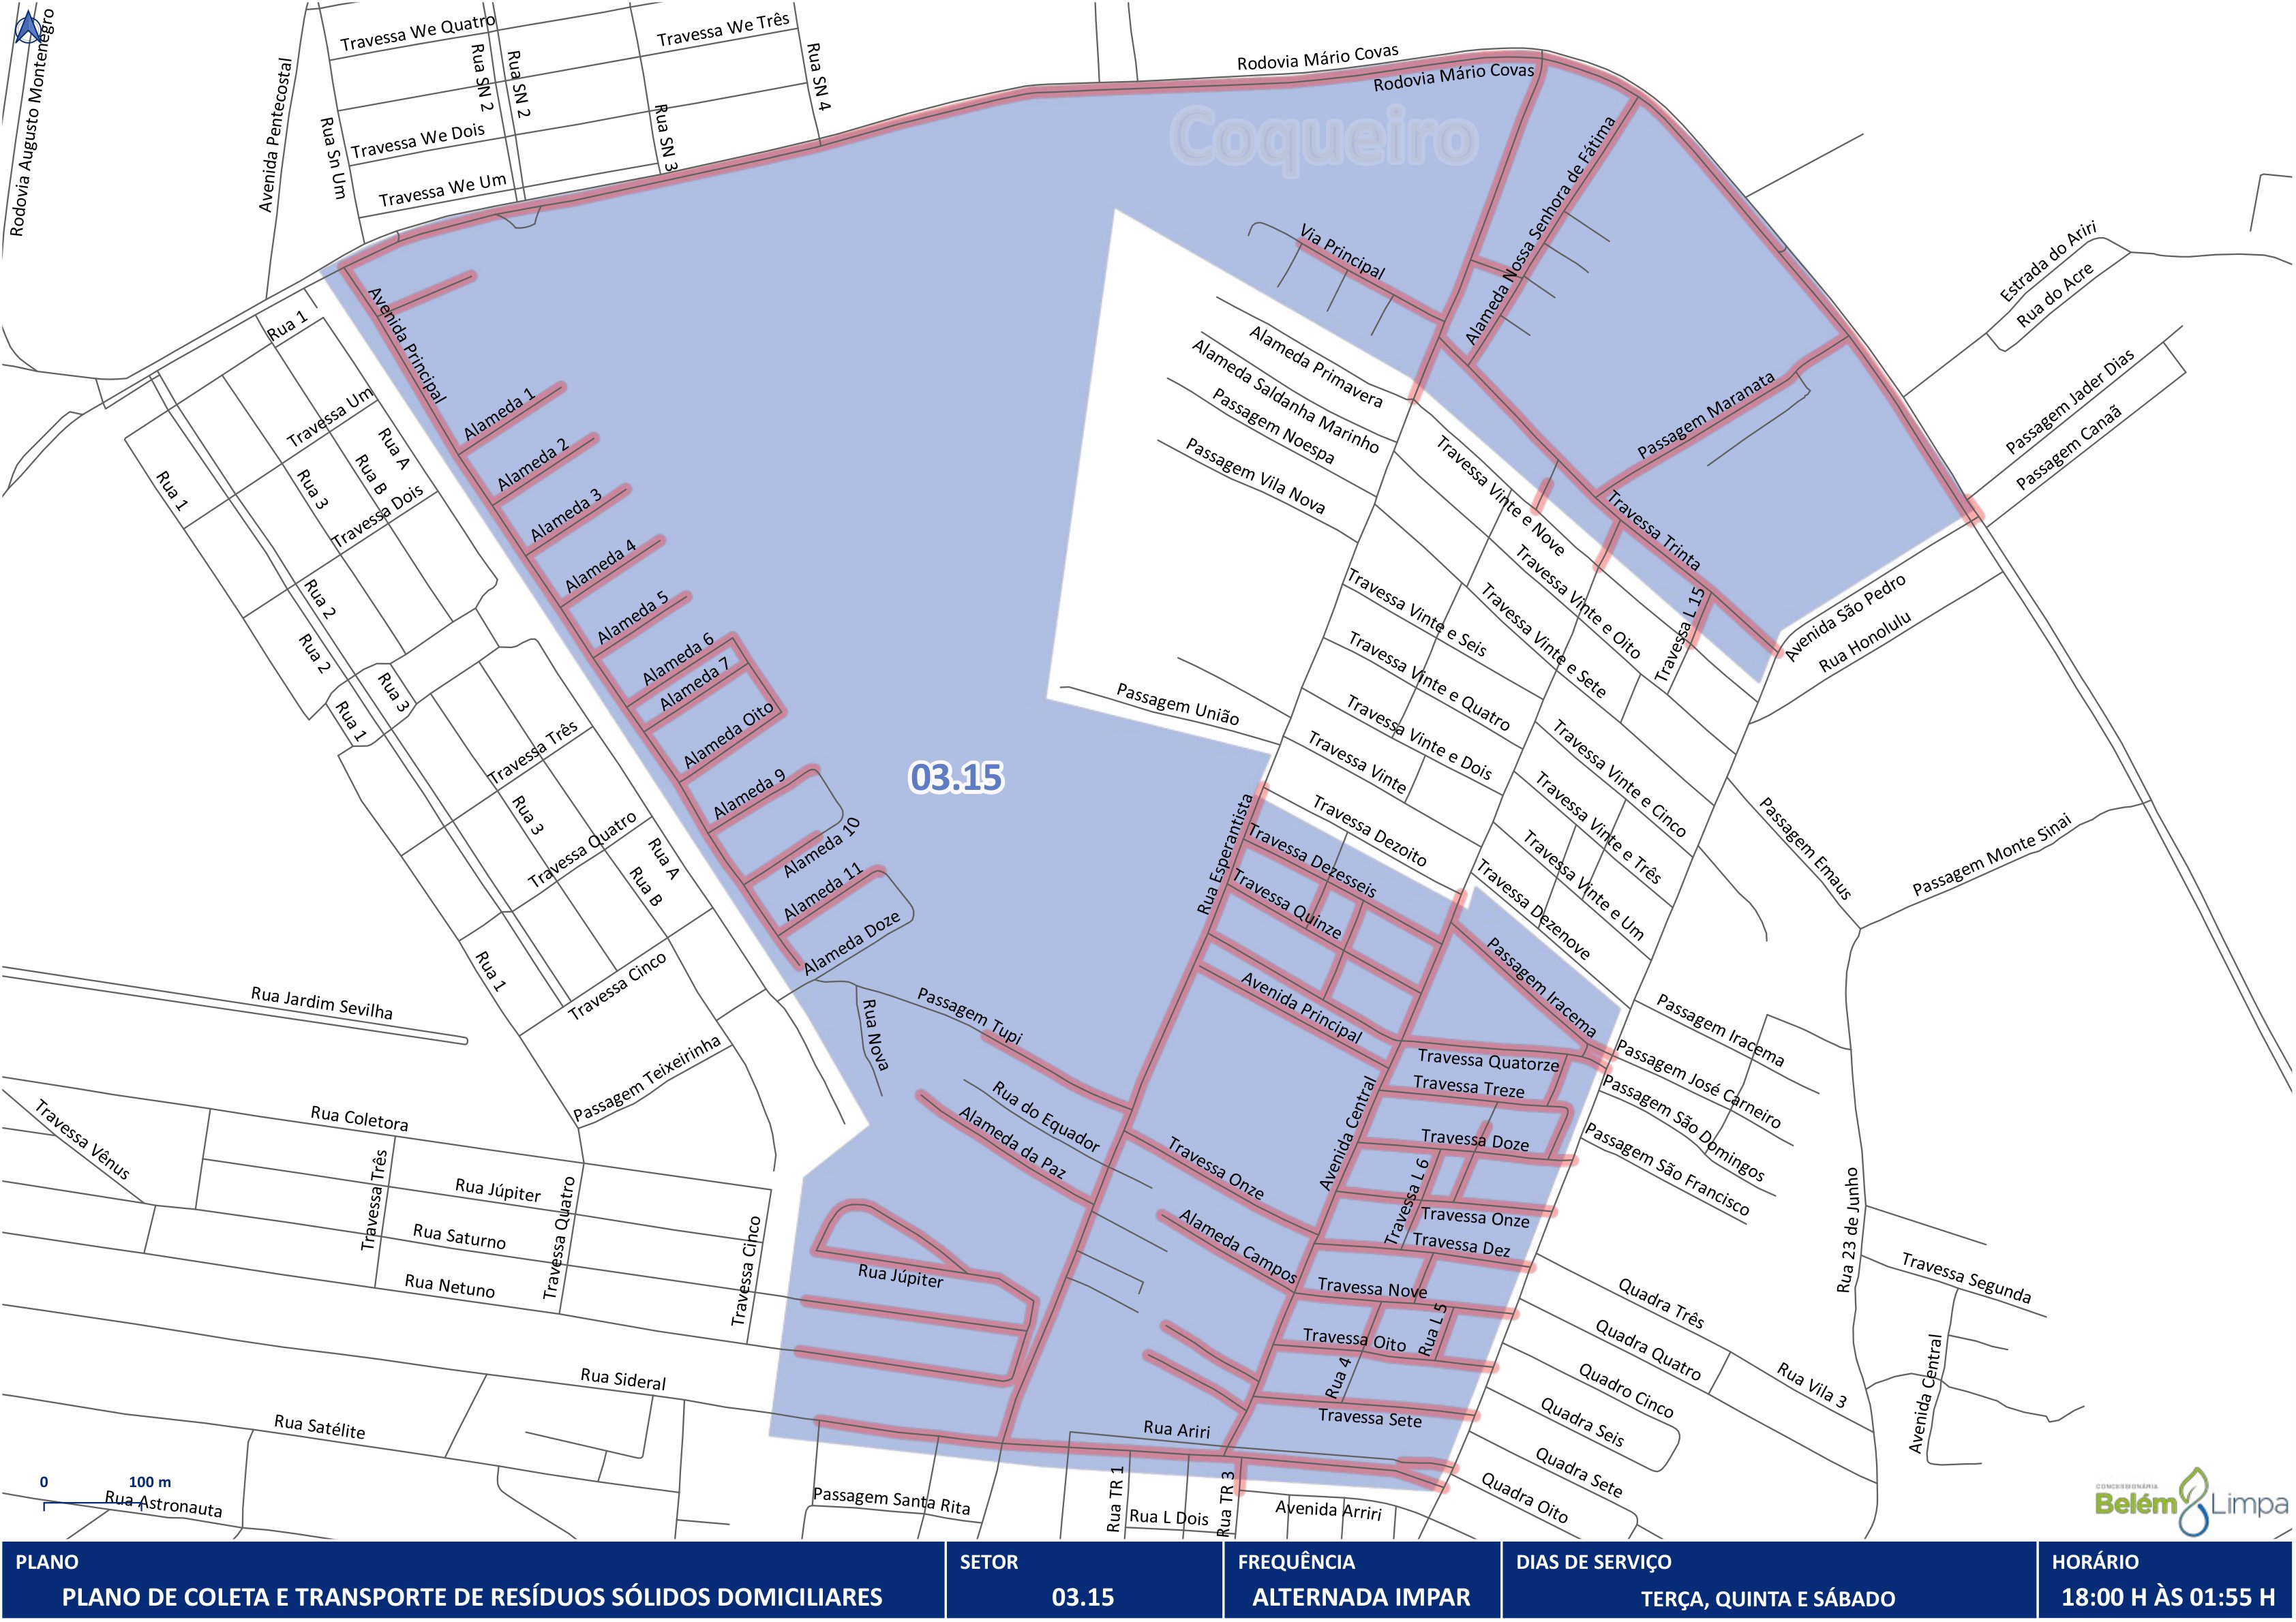 Rodovia Augusto Montenegro
Avenida Pentecostal
Travessa We Quatro
Travessa We Três
Rua SN 2
Rua SN 2
Rua SN 4
Rua Sn Um
Travessa We Dois
Rua SN 3
Travessa We Um
Rodovia Mário Covas
Rodovia Mário Covas
Coqueiro
Alameda Nossa Senhora de Fátima
Via Principal
Estrada do Ariri
Rua do Acre
Passagem Jader Dias
Passagem Canaã
Rua 1
Avenida Principal
Alameda Primavera
Alameda Saldanha Marinho
Passagem Noespa
Passagem Vila Nova
Passagem Maranata
Travessa Um
Rua A
Rua B
Rua 3
Rua 1
Travessa Dois
Alameda 1
Alameda 2
Alameda 3
Alameda 4
Alameda 5
Alameda 6
Alameda 7
Alameda Oito
Alameda 9
Alameda 10
Alameda 11
Alameda Doze
Travessa Vinte e Nove
Travessa Trinta
Travessa Vinte e Oito
Travessa L 15
Avenida São Pedro
Rua Honolulu
Travessa Vinte e Seis
Travessa Vinte e Sete
Travessa Vinte e Quatro
Rua 2
Rua 2
Rua 3
Rua 1
Passagem União
Travessa Vinte e Dois
Travessa Vinte
Travessa Vinte e Cinco
Travessa Vinte e Três
Travessa Vinte e Um
Travessa Três
03.15
Rua 3
Travessa Quatro
Rua A
Rua B
Rua Esperantista
Travessa Dezoito
Travessa Dezesseis
Travessa Quinze
Travessa Dezenove
Passagem Emaus
Passagem Monte Sinai
Rua 1
Travessa Cinco
Rua Jardim Sevilha
Passagem Iracema
Passagem Iracema
Avenida Principal
Passagem Tupi
Rua Nova
Passagem Teixeirinha
Travessa Quatorze
Travessa Treze
Passagem José Carneiro
Passagem São Domingos
Passagem São Francisco
Rua do Equador
Alameda da Paz
Avenida Central
Travessa Doze
Travessa Onze
Travessa L 6
Travessa Onze
Travessa Dez
Rua Coletora
Travessa Vênus
Travessa Três
Rua Júpiter
Rua Saturno
Travessa Quatro
Travessa Cinco
Rua Netuno
Rua Júpiter
Alameda Campos
Travessa Nove
Travessa Oito
Rua L 5
Rua 4
Travessa Sete
Rua 23 de Junho
Travessa Segunda
Quadra Três
Quadra Quatro
Rua Vila 3
Quadro Cinco
Avenida Central
Quadra Seis
Quadra Sete
Quadra Oito
Rua Sideral
Rua Satélite
Rua Ariri
Passagem Santa Rita
Rua TR 1
Rua L Dois
Rua TR 3
Avenida Arriri
0 100 m
Rua Astronauta
CONCESSIONÁRIA
Belém Limpa
PLANO
PLANO DE COLETA E TRANSPORTE DE RESÍDUOS SÓLIDOS DOMICILIARES
SETOR
03.15
FREQUÊNCIA
ALTERNADA IMPAR
DIAS DE SERVIÇO
TERÇA, QUINTA E SÁBADO
HORÁRIO
18:00 H ÀS 01:55 H